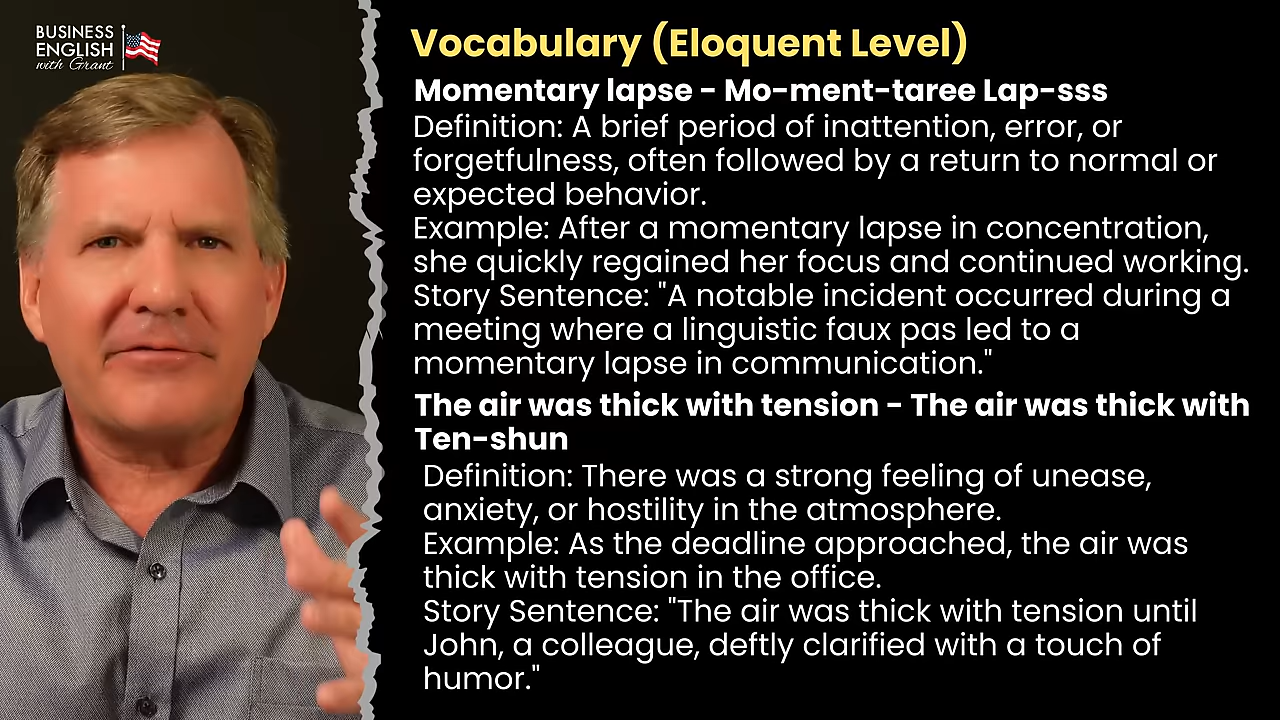 BUSINESS
ENGLISH
with Grant
Vocabulary (Eloquent Level)
Momentary lapse - Mo-ment-taree Lap-sss
Definition: A brief period of inattention, error, or
forgetfulness, often followed by a return to normal or
expected behavior.
Example: After a momentary lapse in concentration,
she quickly regained her focus and continued working.
Story Sentence: "A notable incident occurred during a
meeting where a linguistic faux pas led to a
momentary lapse in communication."
The air was thick with tension - The air was thick with
Ten-shun
Definition: There was a strong feeling of unease,
anxiety, or hostility in the atmosphere.
Example: As the deadline approached, the air was
thick with tension in the office.
Story Sentence: "The air was thick with tension until
John, a colleague, deftly clarified with a touch of
humor."